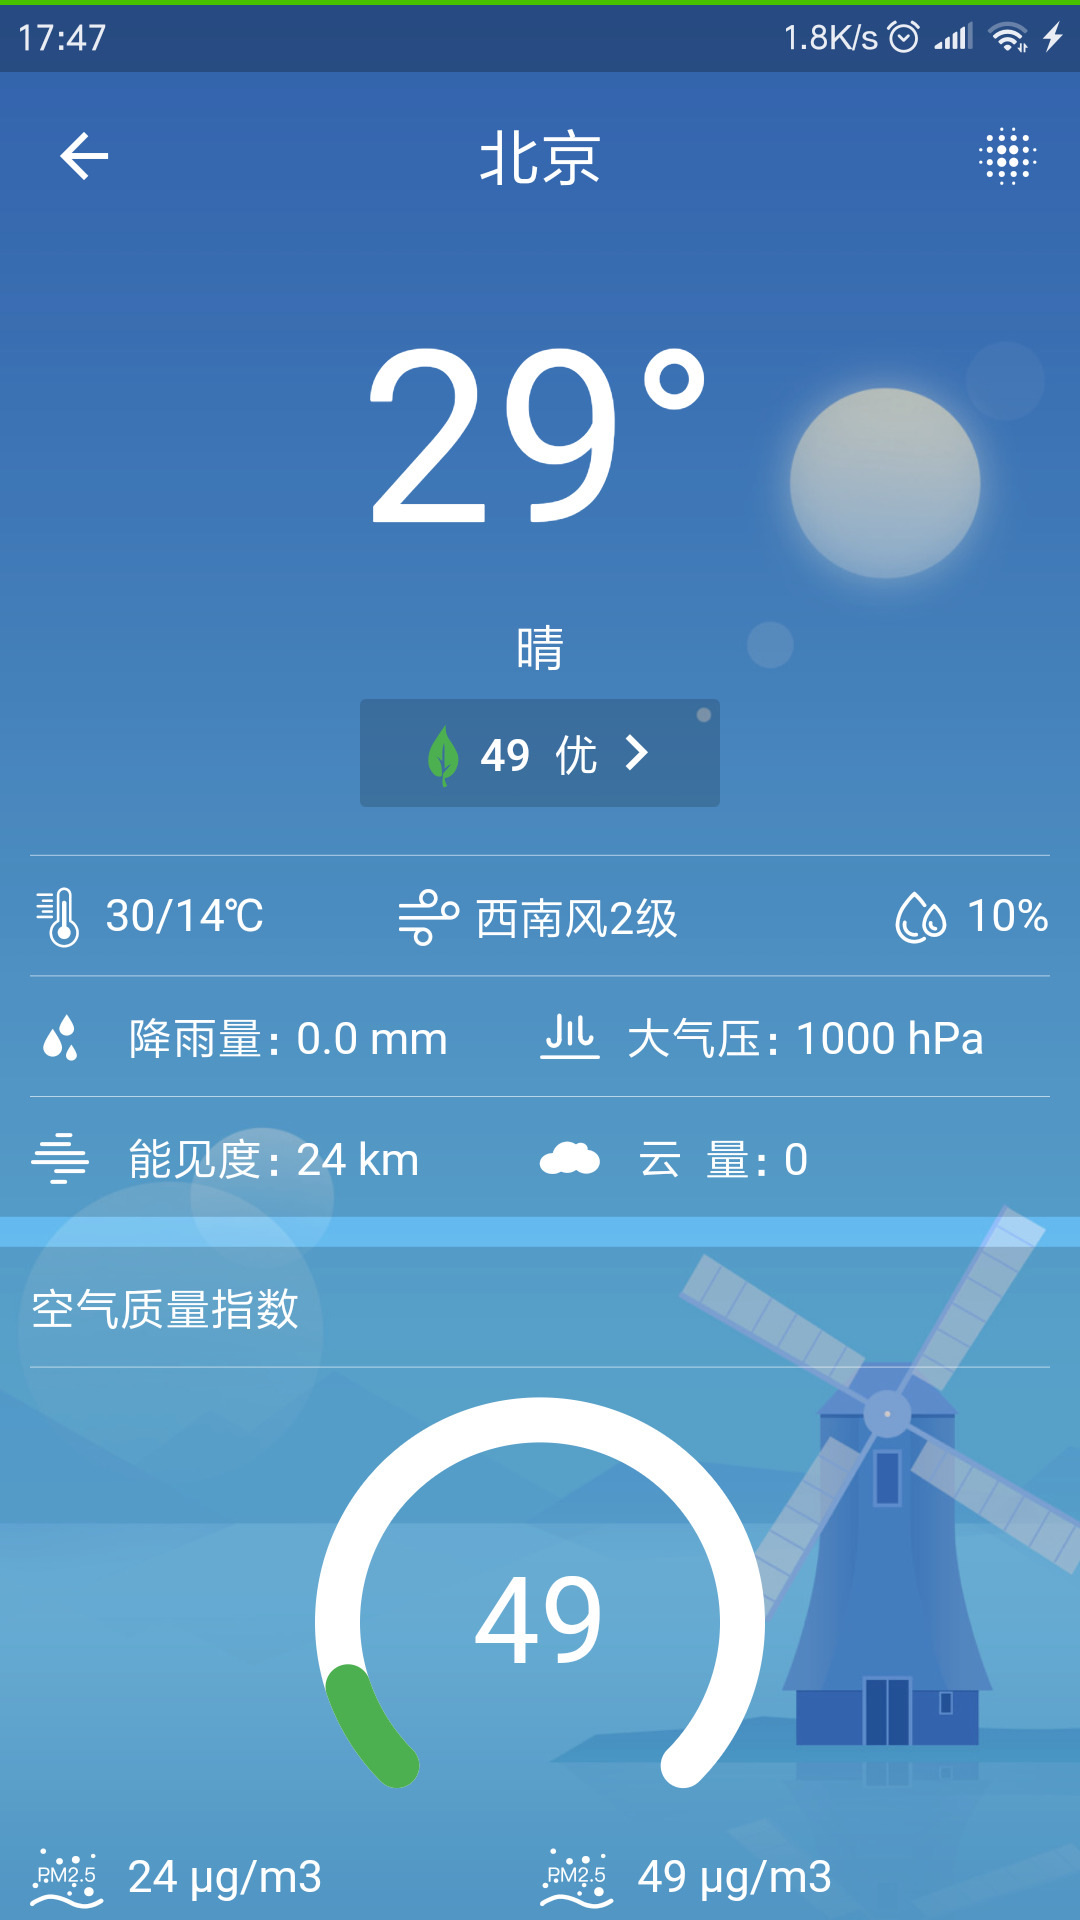 17:47 1.8K/s
北京
29°
晴
49 优
30/14℃ 西南风2级 10%
降雨量: 0.0 mm 大气压: 1000 hPa
能见度: 24 km 云 量: 0
空气质量指数
49
PM2.5 24 μg/m3 PM2.5 49 μg/m3